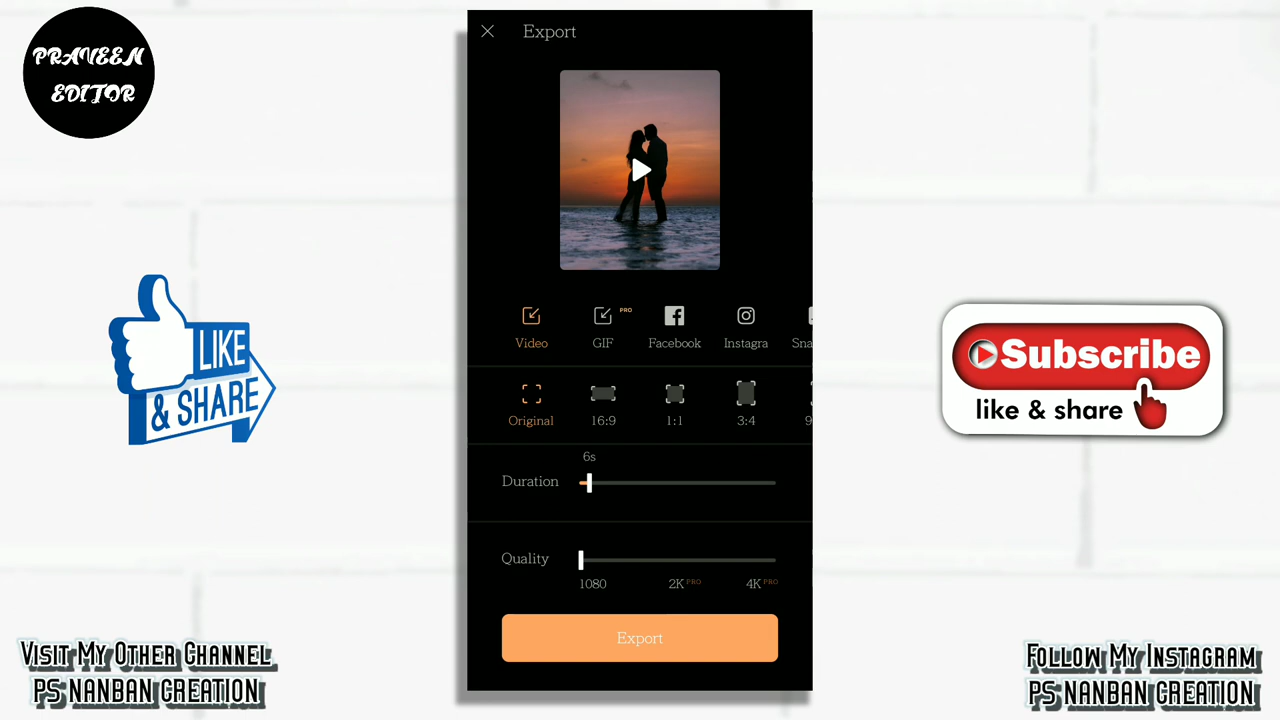 PRAVEEN
EDITOR
Export
Video
GIF
PRO
Facebook
Instagra
Sna
Original
16:9
1:1
3:4
9
6s
Duration
Quality
1080
2K PRO
4K PRO
Export
LIKE
& SHARE
Subscribe
like & share
Visit My Other Channel
PS NANBAN CREATION
Follow My Instagram
PS NANBAN CREATION